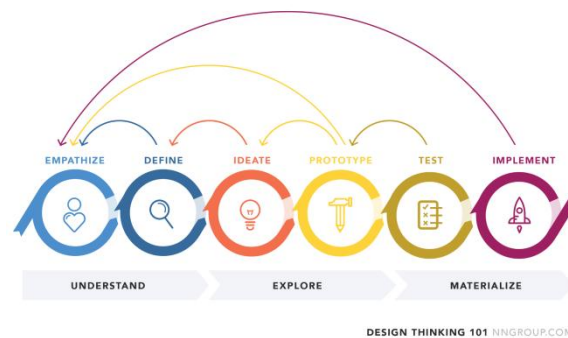 EMPATHIZE DEFINE IDEATE PROTOTYPE TEST IMPLEMENT
UNDERSTAND EXPLORE MATERIALIZE
DESIGN THINKING 101 NNGROUP.COM